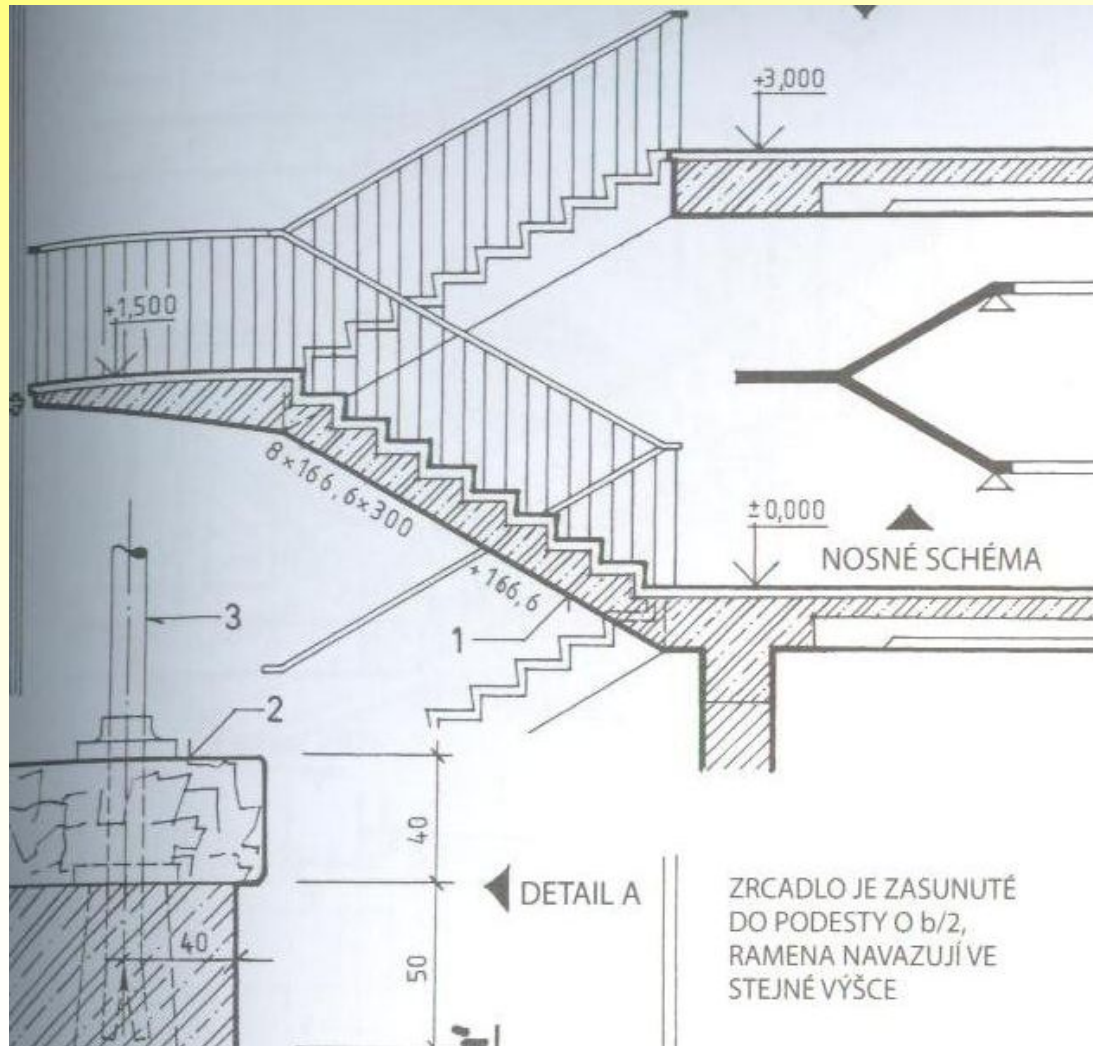 +3,000
+1,500
8×166,6×300
+166,6
±0,000
NOSNÉ SCHÉMA
1
3
2
40
DETAIL A
40
50
ZRCADLO JE ZASUNUTÉ
DO PODESTY O b/2,
RAMENA NAVAZUJÍ VE
STEJNÉ VÝŠCE